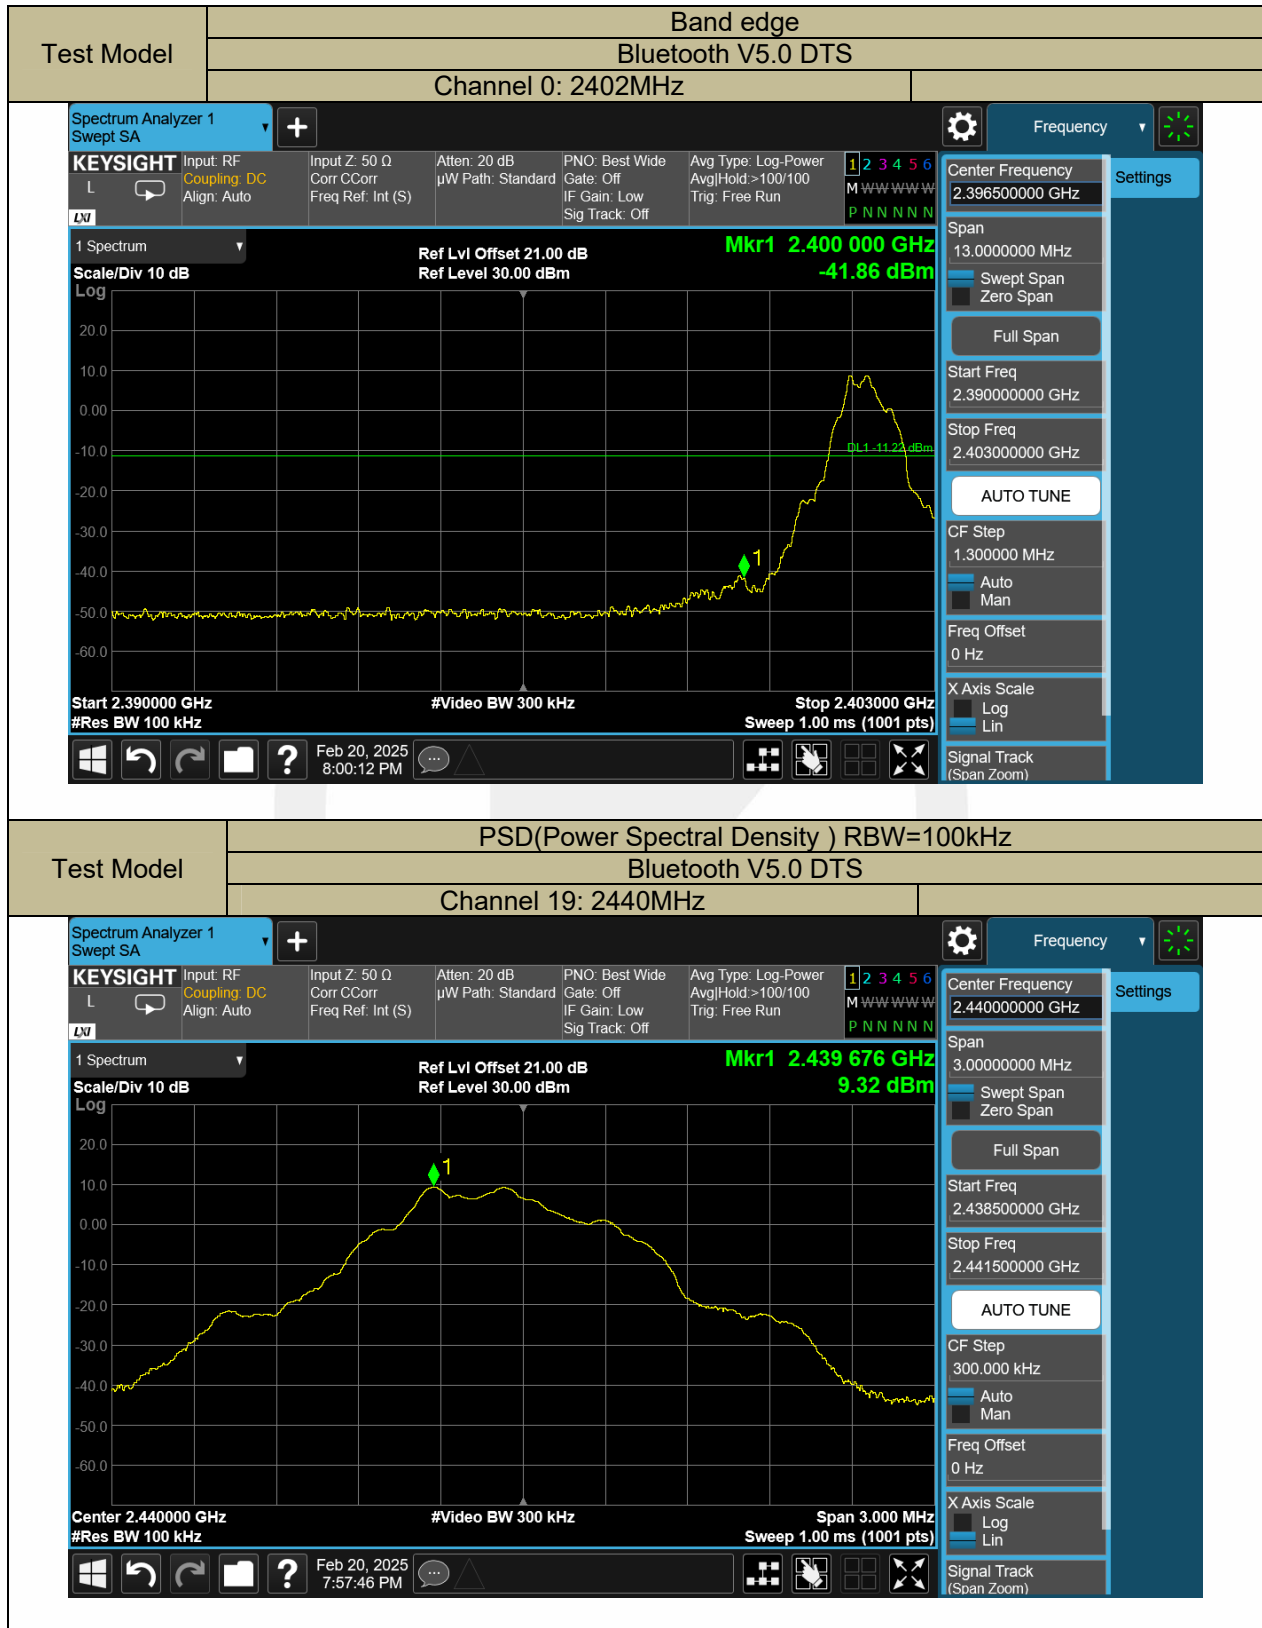 Test Model
Band edge
Bluetooth V5.0 DTS
Channel 0: 2402MHz
Spectrum Analyzer 1
Swept SA
Frequency
KEYSIGHT
L
LXI
Input: RF
Coupling: DC
Align: Auto
Input Z: 50 Ω
Corr CCorr
Freq Ref: Int (S)
Atten: 20 dB
µW Path: Standard
PNO: Best Wide
Gate: Off
IF Gain: Low
Sig Track: Off
Avg Type: Log-Power
Avg|Hold:>100/100
Trig: Free Run
1 2 3 4 5 6
M W W W W W
P N N N N N
1 Spectrum
Scale/Div 10 dB
Ref Lvl Offset 21.00 dB
Ref Level 30.00 dBm
Mkr1 2.400 000 GHz
-41.86 dBm
Log
20.0
10.0
0.00
-10.0
-20.0
-30.0
-40.0
-50.0
-60.0
DL1 -11.22 dBm
1
Start 2.390000 GHz
#Res BW 100 kHz
#Video BW 300 kHz
Stop 2.403000 GHz
Sweep 1.00 ms (1001 pts)
Feb 20, 2025
8:00:12 PM
Center Frequency
2.396500000 GHz
Settings
Span
13.0000000 MHz
Swept Span
Zero Span
Full Span
Start Freq
2.390000000 GHz
Stop Freq
2.403000000 GHz
AUTO TUNE
CF Step
1.300000 MHz
Auto
Man
Freq Offset
0 Hz
X Axis Scale
Log
Lin
Signal Track
(Span Zoom)
Test Model
PSD(Power Spectral Density ) RBW=100kHz
Bluetooth V5.0 DTS
Channel 19: 2440MHz
Spectrum Analyzer 1
Swept SA
Frequency
KEYSIGHT
L
LXI
Input: RF
Coupling: DC
Align: Auto
Input Z: 50 Ω
Corr CCorr
Freq Ref: Int (S)
Atten: 20 dB
µW Path: Standard
PNO: Best Wide
Gate: Off
IF Gain: Low
Sig Track: Off
Avg Type: Log-Power
Avg|Hold:>100/100
Trig: Free Run
1 2 3 4 5 6
M W W W W W
P N N N N N
1 Spectrum
Scale/Div 10 dB
Ref Lvl Offset 21.00 dB
Ref Level 30.00 dBm
Mkr1 2.439 676 GHz
9.32 dBm
Log
20.0
10.0
0.00
-10.0
-20.0
-30.0
-40.0
-50.0
-60.0
1
Center 2.440000 GHz
#Res BW 100 kHz
#Video BW 300 kHz
Span 3.000 MHz
Sweep 1.00 ms (1001 pts)
Feb 20, 2025
7:57:46 PM
Center Frequency
2.440000000 GHz
Settings
Span
3.00000000 MHz
Swept Span
Zero Span
Full Span
Start Freq
2.438500000 GHz
Stop Freq
2.441500000 GHz
AUTO TUNE
CF Step
300.000 kHz
Auto
Man
Freq Offset
0 Hz
X Axis Scale
Log
Lin
Signal Track
(Span Zoom)